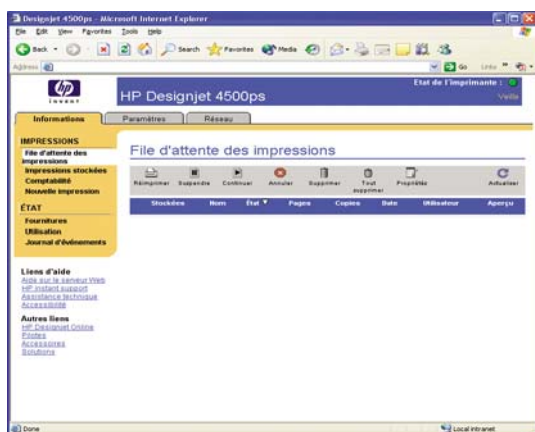 Designjet 4500ps - Microsoft Internet Explorer
File Edit View Favorites Tools Help
Back Search Favorites Media
Address Go Links
hp
invent
HP Designjet 4500ps
Etat de l'imprimante :
Veille
Informations Paramètres Réseau
IMPRESSIONS
File d'attente des
impressions
Impressions stockées
Comptabilité
Nouvelle impression
ÉTAT
Fournitures
Utilisation
Journal d'événements
Liens d'aide
Aide sur le serveur Web
HP instant support
Assistance technique
Accessibilité
Autres liens
HP Designjet Online
Pilotes
Accessoires
Solutions
File d'attente des impressions
Réimprimer Suspendre Continuer Annuler Supprimer Tout
supprimer Propriétés Actualiser
Stockées Nom État Pages Copies Date Utilisateur Aperçu
Done Local intranet